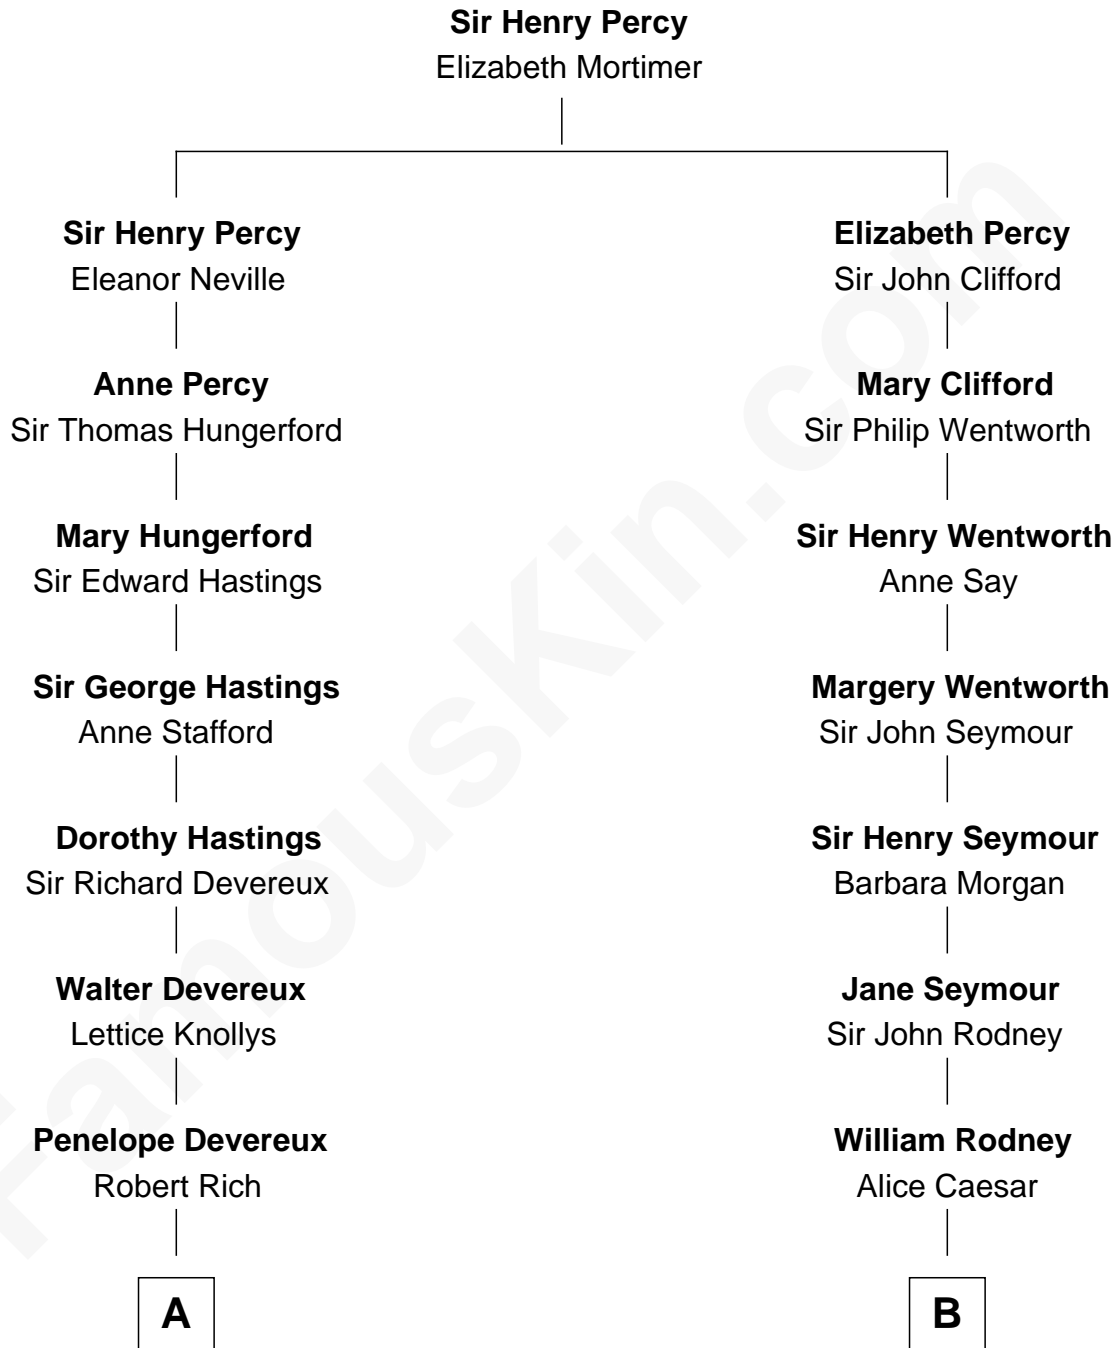 Sir Henry Percy
Elizabeth Mortimer
Sir Henry Percy
Eleanor Neville
Anne Percy
Sir Thomas Hungerford
Mary Hungerford
Sir Edward Hastings
Sir George Hastings
Anne Stafford
Dorothy Hastings
Sir Richard Devereux
Walter Devereux
Lettice Knollys
Penelope Devereux
Robert Rich
A
Elizabeth Percy
Sir John Clifford
Mary Clifford
Sir Philip Wentworth
Sir Henry Wentworth
Anne Say
Margery Wentworth
Sir John Seymour
Sir Henry Seymour
Barbara Morgan
Jane Seymour
Sir John Rodney
William Rodney
Alice Caesar
B
FamousKin.com